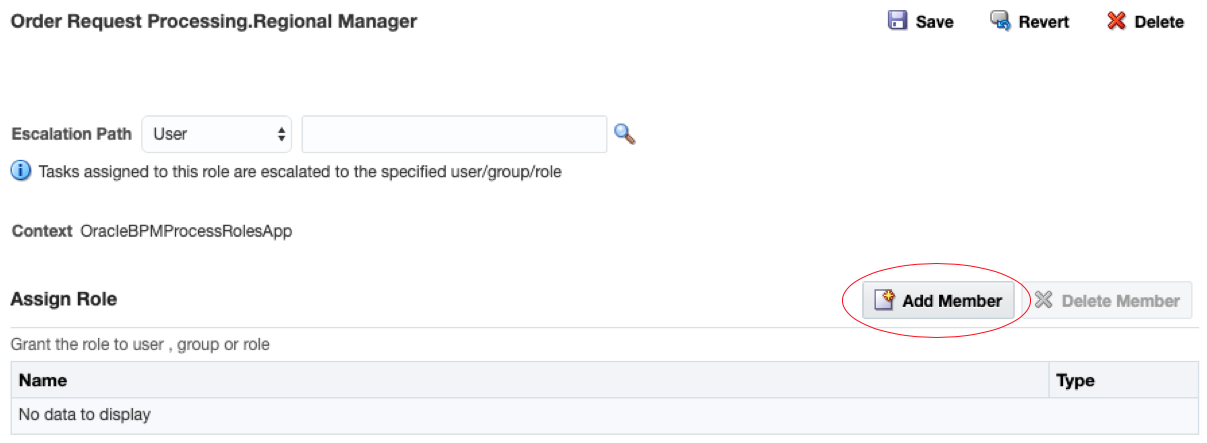 Order Request Processing.Regional Manager Save Revert Delete
Escalation Path User
Tasks assigned to this role are escalated to the specified user/group/role
Context OracleBPMProcessRolesApp
Assign Role Add Member Delete Member
Grant the role to user , group or role
Name Type
No data to display